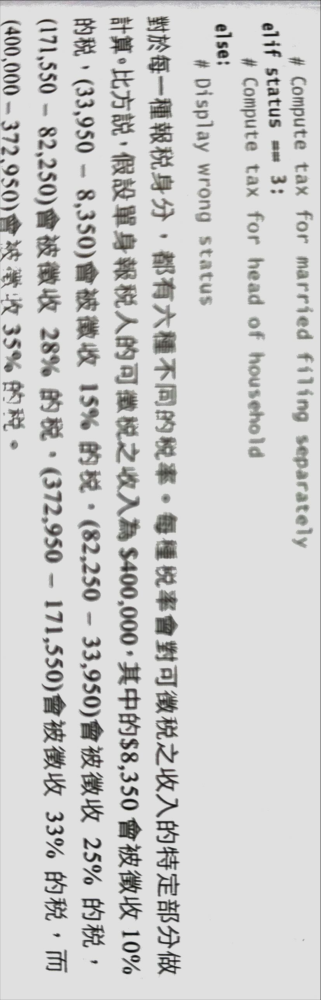 # Compute tax for married filing separately
elif status == 3:
# Compute tax for head of household
else:
# Display wrong status
對於每一種報稅身分，都有六種不同的稅率。每種稅率會對可徵稅之收入的特定部分做
計算。比方說，假設單身報稅人的可徵稅之收入為 $400,000，其中的$8,350 會被徵收 10%
的稅，(33,950 – 8,350)會被徵收 15% 的稅，(82,250 – 33,950)會被徵收 25% 的稅，
(171,550 – 82,250)會被徵收 28% 的稅，(372,950 – 171,550)會被徵收 33% 的稅，而
(400,000 – 372,950)會被徵收 35% 的稅。